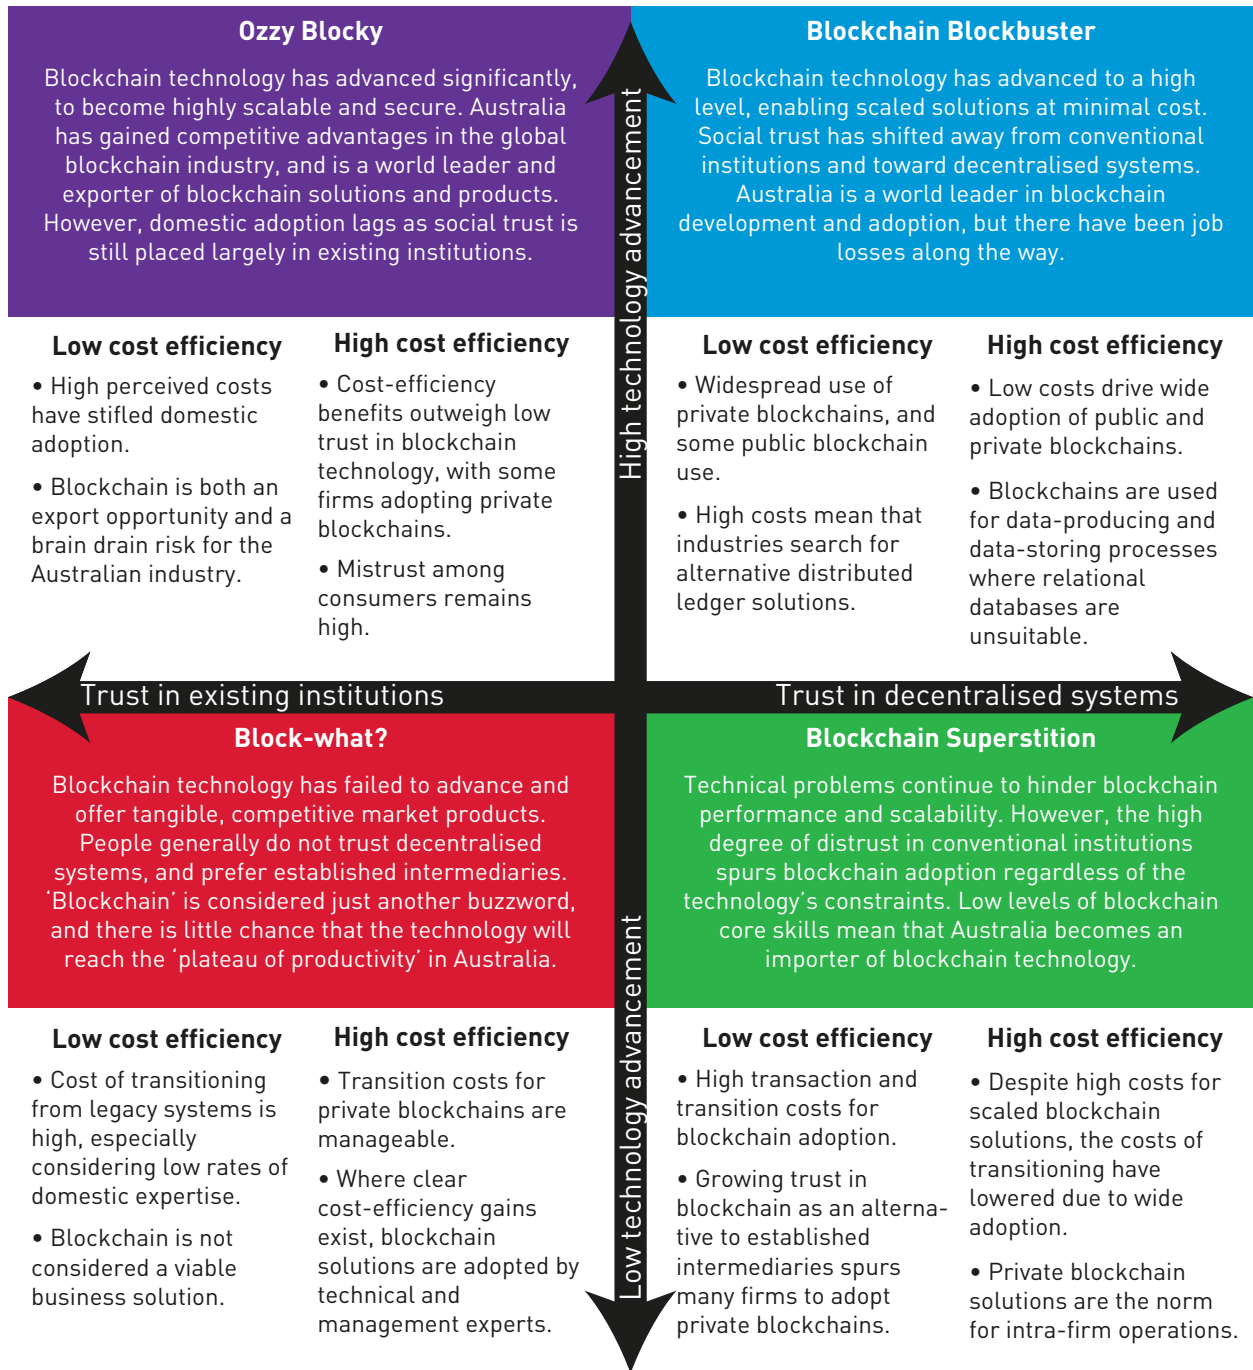 Ozzy Blocky
Blockchain technology has advanced significantly,
to become highly scalable and secure. Australia
has gained competitive advantages in the global
blockchain industry, and is a world leader and
exporter of blockchain solutions and products.
However, domestic adoption lags as social trust is
still placed largely in existing institutions.
Blockchain Blockbuster
Blockchain technology has advanced to a high
level, enabling scaled solutions at minimal cost.
Social trust has shifted away from conventional
institutions and toward decentralised systems.
Australia is a world leader in blockchain
development and adoption, but there have been job
losses along the way.
High technology advancement
Low cost efficiency
• High perceived costs
have stifled domestic
adoption.
• Blockchain is both an
export opportunity and a
brain drain risk for the
Australian industry.
High cost efficiency
• Cost-efficiency
benefits outweigh low
trust in blockchain
technology, with some
firms adopting private
blockchains.
• Mistrust among
consumers remains
high.
Low cost efficiency
• Widespread use of
private blockchains, and
some public blockchain
use.
• High costs mean that
industries search for
alternative distributed
ledger solutions.
High cost efficiency
• Low costs drive wide
adoption of public and
private blockchains.
• Blockchains are used
for data-producing and
data-storing processes
where relational
databases are
unsuitable.
Trust in existing institutions
Trust in decentralised systems
Block-what?
Blockchain technology has failed to advance and
offer tangible, competitive market products.
People generally do not trust decentralised
systems, and prefer established intermediaries.
‘Blockchain’ is considered just another buzzword,
and there is little chance that the technology will
reach the ‘plateau of productivity’ in Australia.
Blockchain Superstition
Technical problems continue to hinder blockchain
performance and scalability. However, the high
degree of distrust in conventional institutions
spurs blockchain adoption regardless of the
technology’s constraints. Low levels of blockchain
core skills mean that Australia becomes an
importer of blockchain technology.
Low technology advancement
Low cost efficiency
• Cost of transitioning
from legacy systems is
high, especially
considering low rates of
domestic expertise.
• Blockchain is not
considered a viable
business solution.
High cost efficiency
• Transition costs for
private blockchains are
manageable.
• Where clear
cost-efficiency gains
exist, blockchain
solutions are adopted by
technical and
management experts.
Low cost efficiency
• High transaction and
transition costs for
blockchain adoption.
• Growing trust in
blockchain as an alterna-
tive to established
intermediaries spurs
many firms to adopt
private blockchains.
High cost efficiency
• Despite high costs for
scaled blockchain
solutions, the costs of
transitioning have
lowered due to wide
adoption.
• Private blockchain
solutions are the norm
for intra-firm operations.